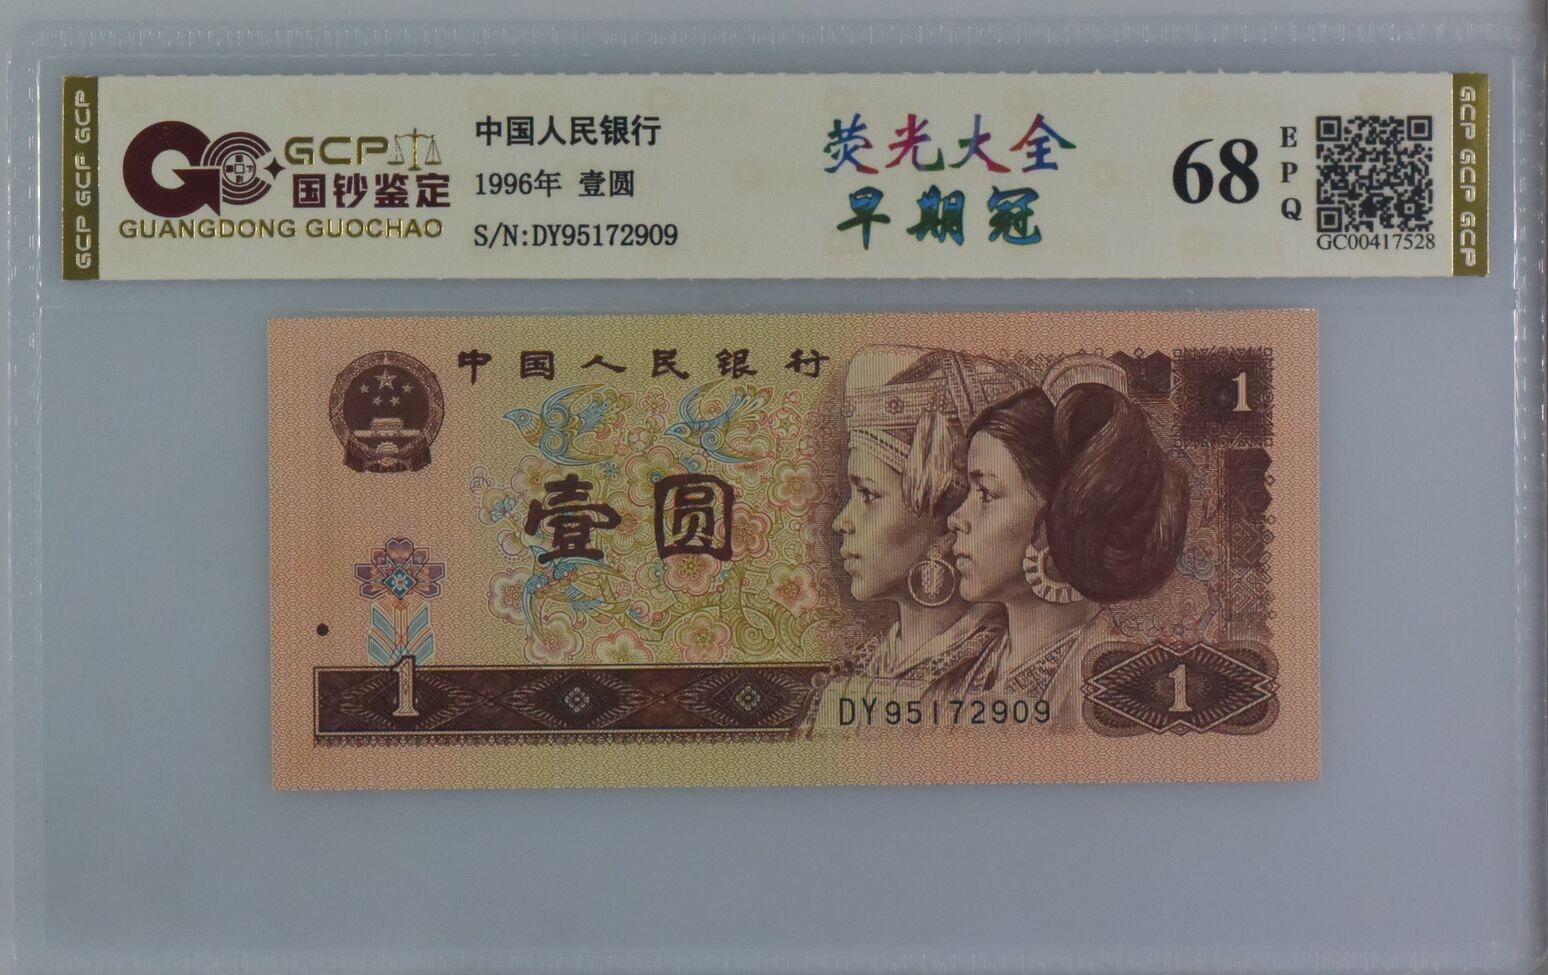 GCP GCP GCP
GCP
国钞鉴定
GUANGDONG GUOCHAO
中国人民银行
1996年 壹圆
S/N:DY95172909
荧光大全
早期冠
68
EPQ
GC00417528
GCP GCP GCP
中国人民银行
1
壹圆
1
DY95172909
1